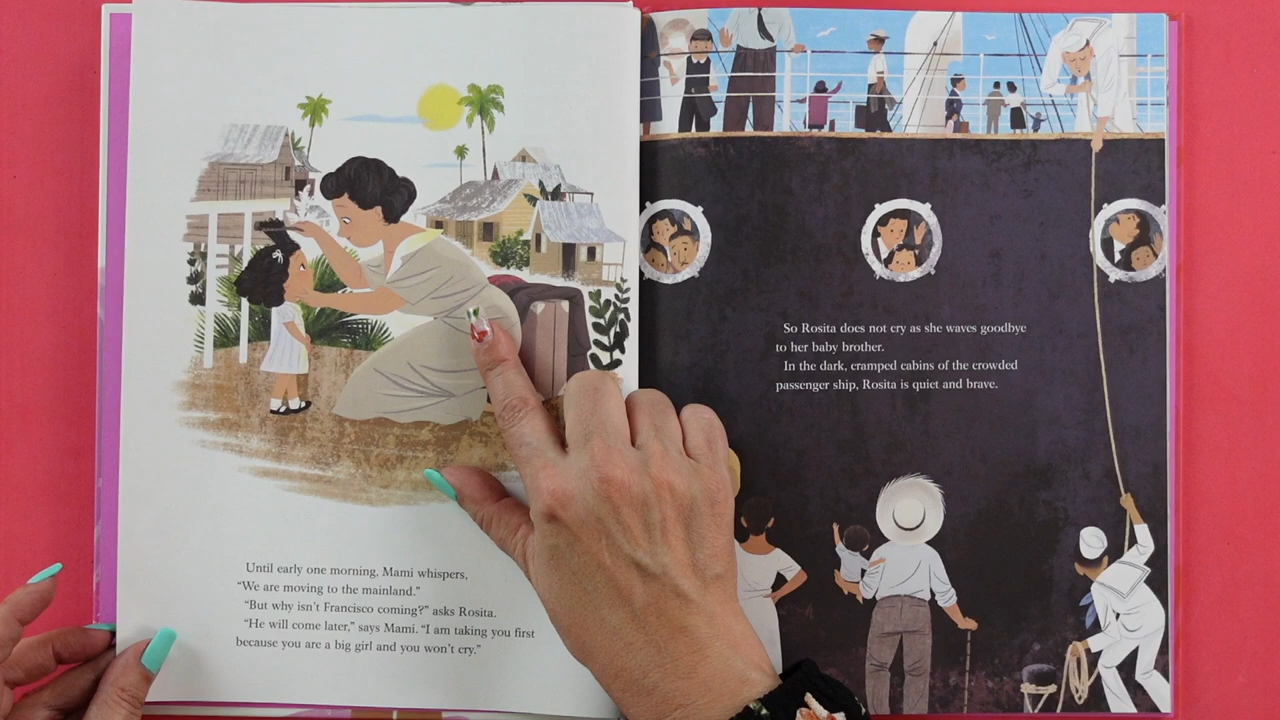 Until early one morning, Mami whispers,
“We are moving to the mainland.”
“But why isn’t Francisco coming?” asks Rosita.
“He will come later,” says Mami. “I am taking you first
because you are a big girl and you won’t cry.”
So Rosita does not cry as she waves goodbye
to her baby brother.
In the dark, cramped cabins of the crowded
passenger ship, Rosita is quiet and brave.